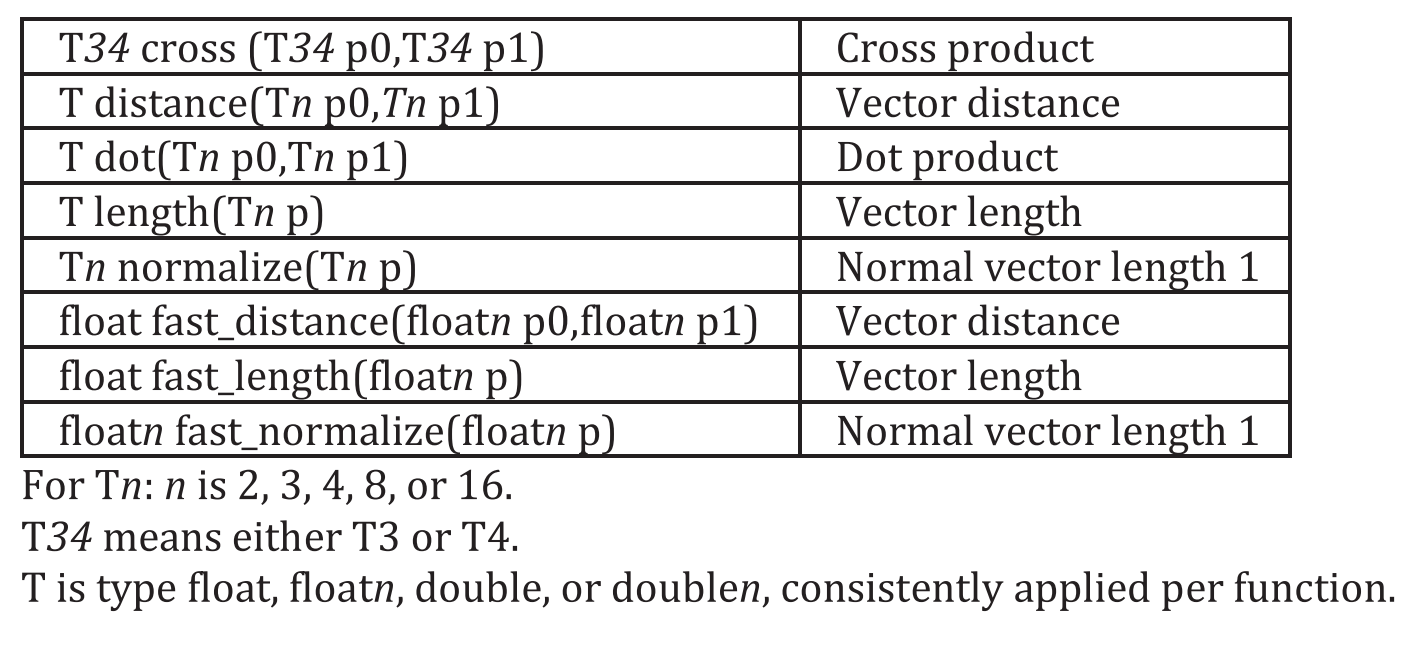 T34 cross (T34 p0,T34 p1) Cross product
T distance(Tn p0,Tn p1) Vector distance
T dot(Tn p0,Tn p1) Dot product
T length(Tn p) Vector length
Tn normalize(Tn p) Normal vector length 1
float fast_distance(floatn p0,floatn p1) Vector distance
float fast_length(floatn p) Vector length
floatn fast_normalize(floatn p) Normal vector length 1
For Tn: n is 2, 3, 4, 8, or 16.
T34 means either T3 or T4.
T is type float, floatn, double, or doublen, consistently applied per function.